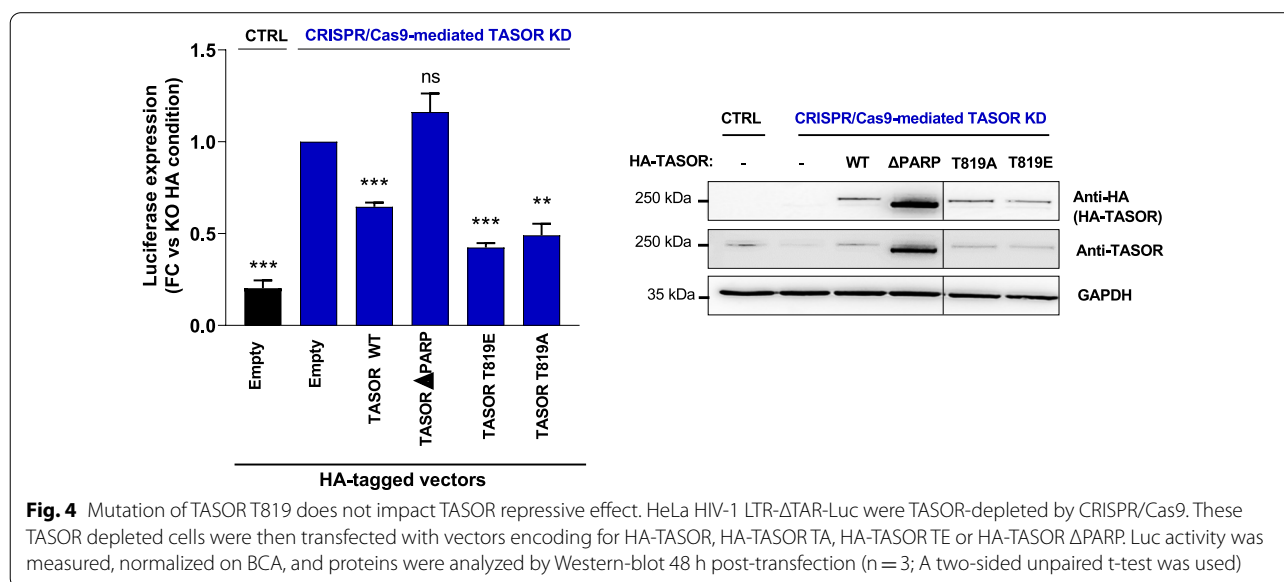 CTRL CRISPR/Cas9-mediated TASOR KD
Luciferase expression
(FC vs KO HA condition)
1.5
1.0
0.5
0.0
***
***
ns
***
**
Empty
Empty
TASOR WT
TASOR ΔPARP
TASOR T819E
TASOR T819A
HA-tagged vectors
CTRL CRISPR/Cas9-mediated TASOR KD
HA-TASOR: - - WT ΔPARP T819A T819E
250 kDa Anti-HA
(HA-TASOR)
250 kDa Anti-TASOR
35 kDa GAPDH
Fig. 4 Mutation of TASOR T819 does not impact TASOR repressive effect. HeLa HIV-1 LTR-ΔTAR-Luc were TASOR-depleted by CRISPR/Cas9. These
TASOR depleted cells were then transfected with vectors encoding for HA-TASOR, HA-TASOR TA, HA-TASOR TE or HA-TASOR ΔPARP. Luc activity was
measured, normalized on BCA, and proteins were analyzed by Western-blot 48 h post-transfection (n = 3; A two-sided unpaired t-test was used)